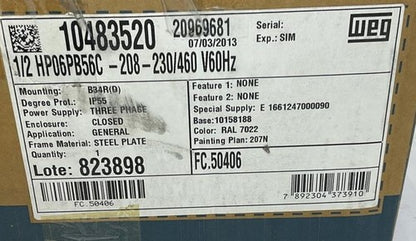 10483520 20969681
07/03/2013
Serial:
Exp.: SIM
WEG
1/2 HP06PB56C -208-230/460 V60Hz
Mounting: B34R(D)
Degree Prot.: IP55
Power Supply: THREE PHASE
Enclosure: CLOSED
Application: GENERAL
Frame Material: STEEL PLATE
Quantity:
Feature 1: NONE
Feature 2: NONE
Special Supply: E 1661247000090
Base: 10158188
Color: RAL 7022
Painting Plan: 207N
Lote: 823898
FC.50406
FC.50406
7 892304 373910